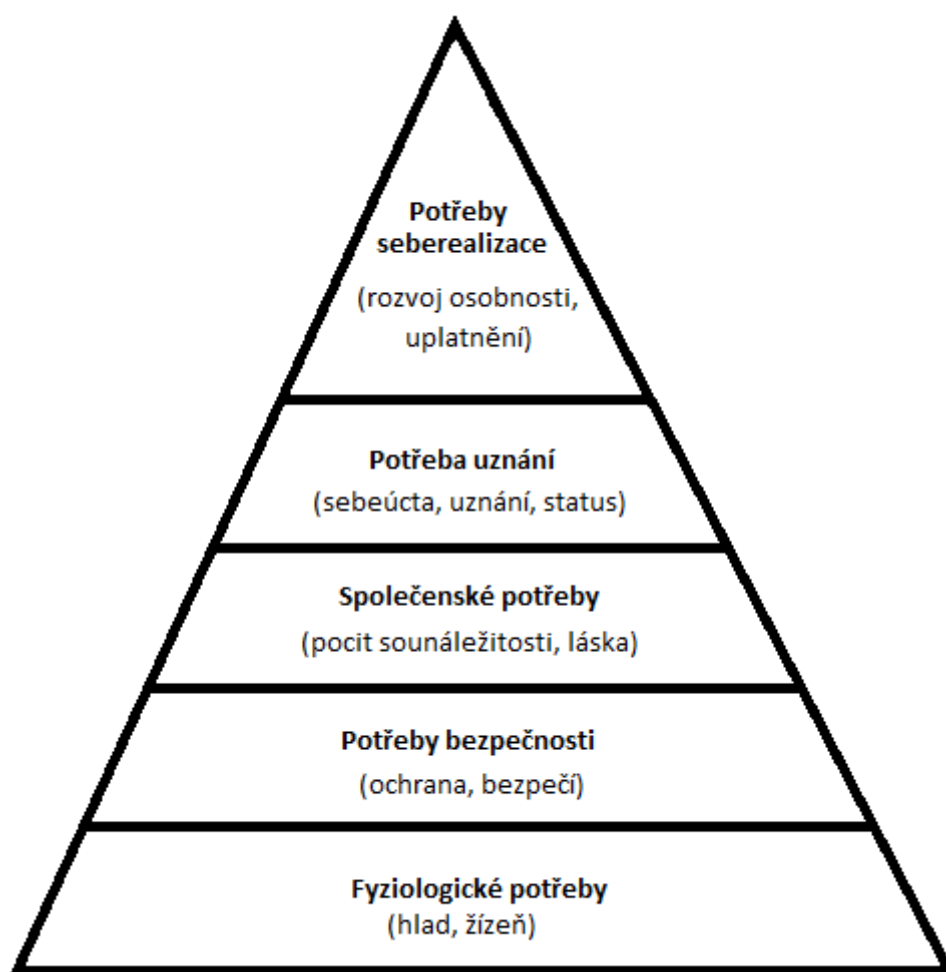 Potřeby
seberealizace
(rozvoj osobnosti,
uplatnění)
Potřeba uznání
(sebeúcta, uznání, status)
Společenské potřeby
(pocit sounáležitosti, láska)
Potřeby bezpečnosti
(ochrana, bezpečí)
Fyziologické potřeby
(hlad, žízeň)